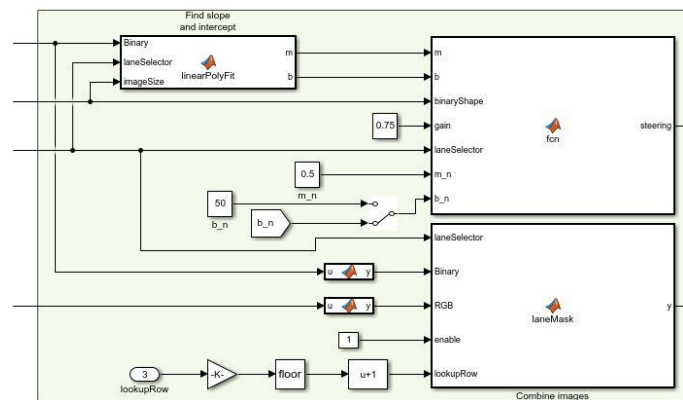 Find slope
and intercept
Binary
laneSelector
imageSize
linearPolyFit
m
b
m
b
binaryShape
gain
laneSelector
m_n
b_n
fcn
steering
0.75
0.5
m_n
50
b_n
b_n
laneSelector
Binary
RGB
enable
lookupRow
laneMask
y
u
y
u
y
1
3
lookupRow
-K-
floor
u+1
Combine images